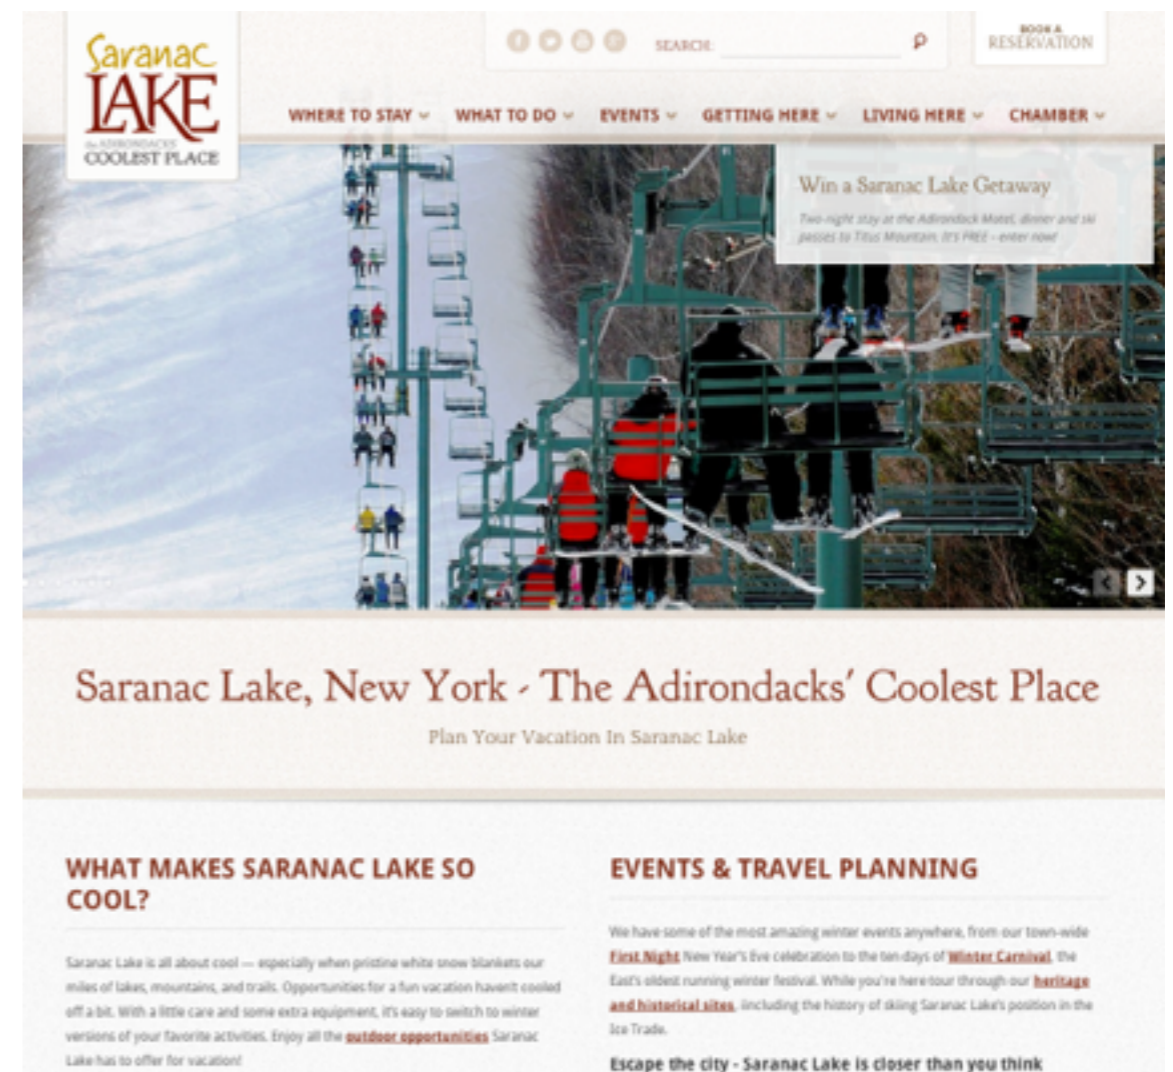 Saranac
LAKE
the ADIRONDACKS'
COOLEST PLACE
SEARCH:
BOOK A
RESERVATION
WHERE TO STAY WHAT TO DO EVENTS GETTING HERE LIVING HERE CHAMBER
Win a Saranac Lake Getaway
Two-night stay at the Adirondack Motel, dinner and ski
passes to Titus Mountain. It's FREE - enter now!
Saranac Lake, New York - The Adirondacks' Coolest Place
Plan Your Vacation In Saranac Lake
WHAT MAKES SARANAC LAKE SO
COOL?
Saranac Lake is all about cool — especially when pristine white snow blankets our
miles of lakes, mountains, and trails. Opportunities for a fun vacation haven't cooled
off a bit. With a little care and some extra equipment, it's easy to switch to winter
versions of your favorite activities. Enjoy all the outdoor opportunities Saranac
Lake has to offer for vacation!
EVENTS & TRAVEL PLANNING
We have some of the most amazing winter events anywhere, from our town-wide
First Night New Year's Eve celebration to the ten days of Winter Carnival, the
East's oldest running winter festival. While you're here tour through our heritage
and historical sites, iincluding the history of skiing Saranac Lake's position in the
Ice Trade.
Escape the city - Saranac Lake is closer than you think